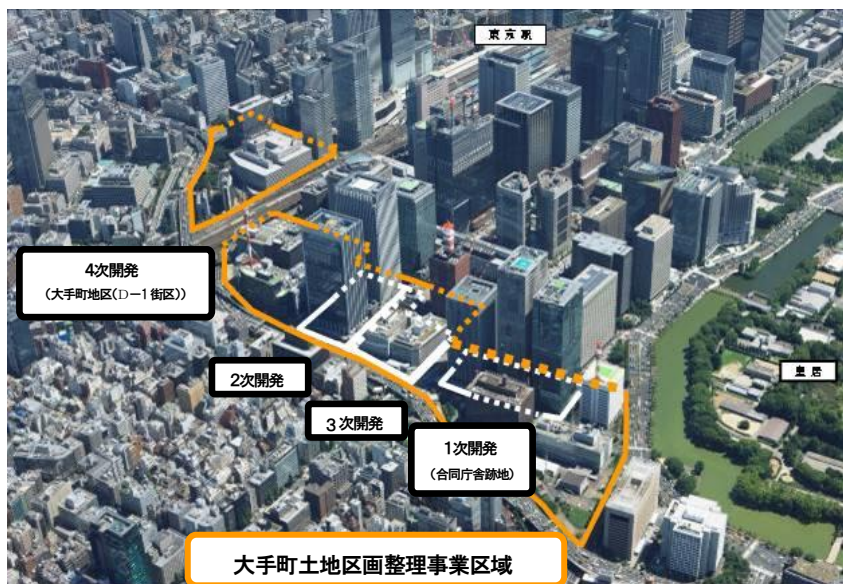 東京駅
4次開発
（大手町地区（D－1街区））
2次開発
3次開発
皇居
1次開発
（合同庁舎跡地）
大手町土地区画整理事業区域